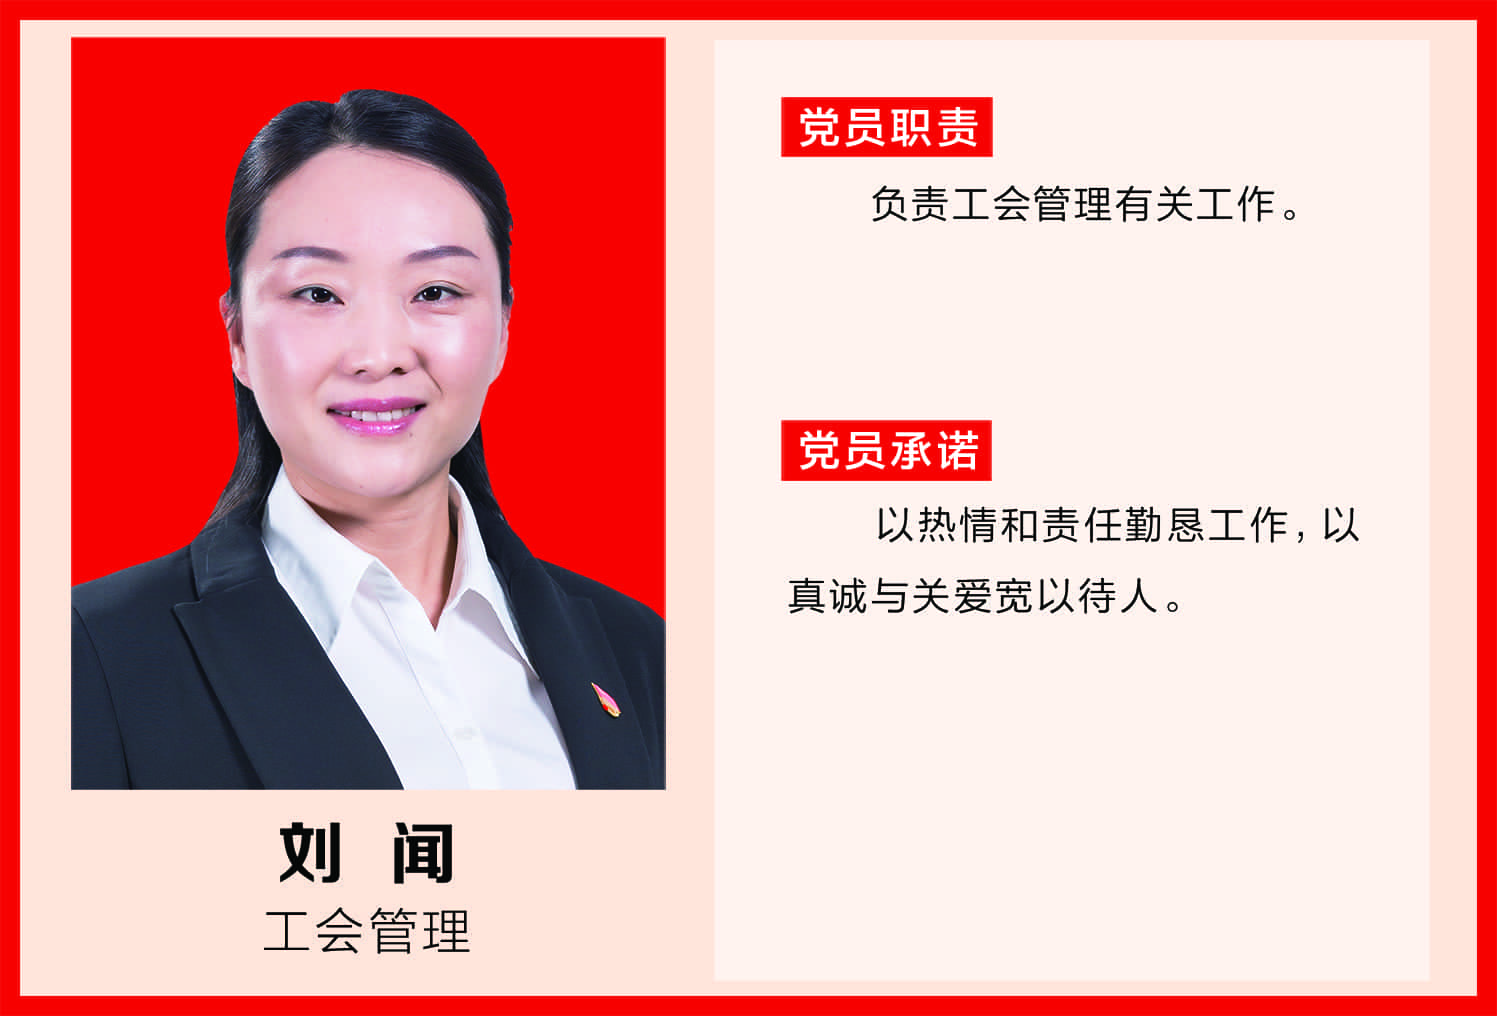 党员职责
负责工会管理有关工作。
党员承诺
以热情和责任勤恳工作，以
真诚与关爱宽以待人。
刘 闻
工会管理